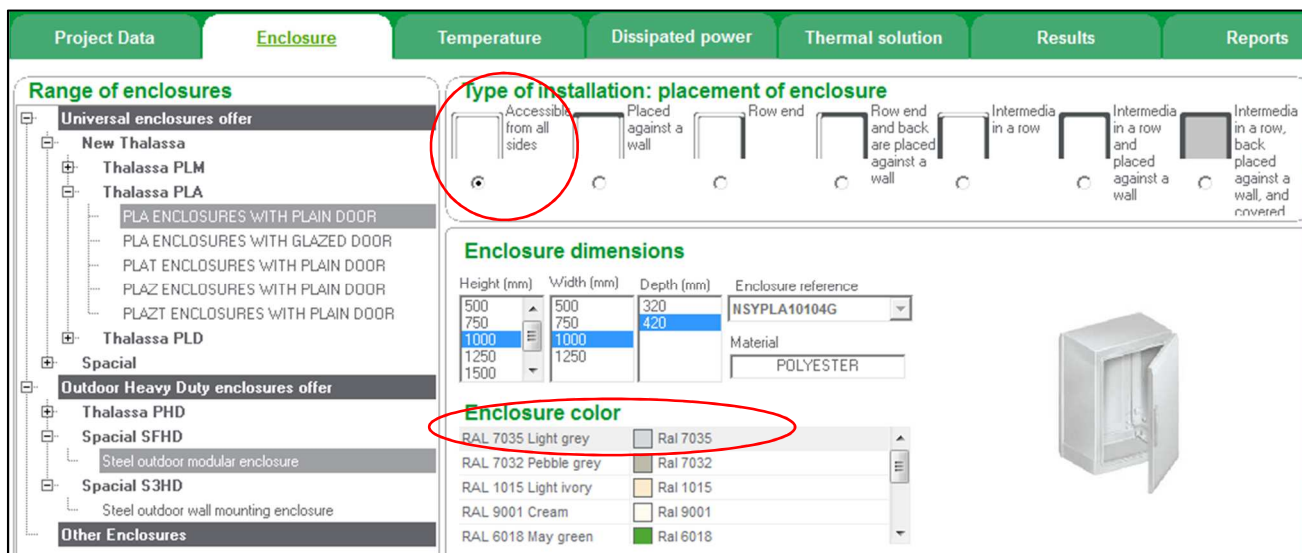 Project Data
Enclosure
Temperature
Dissipated power
Thermal solution
Results
Reports
Range of enclosures
Universal enclosures offer
New Thalassa
Thalassa PLM
Thalassa PLA
PLA ENCLOSURES WITH PLAIN DOOR
PLA ENCLOSURES WITH GLAZED DOOR
PLAT ENCLOSURES WITH PLAIN DOOR
PLAZ ENCLOSURES WITH PLAIN DOOR
PLAZT ENCLOSURES WITH PLAIN DOOR
Thalassa PLD
Spacial
Outdoor Heavy Duty enclosures offer
Thalassa PHD
Spacial SFHD
Steel outdoor modular enclosure
Spacial S3HD
Steel outdoor wall mounting enclosure
Other Enclosures
Type of installation: placement of enclosure
Accessible
from all
sides
Placed
against a
wall
Row end
Row end
and back
are placed
against a
wall
Intermedia
in a row
Intermedia
in a row
and
placed
against a
wall
Intermedia
in a row,
back
placed
against a
wall, and
covered
Enclosure dimensions
Height (mm)
500
750
1000
1250
1500
Width (mm)
500
750
1000
1250
Depth (mm)
320
420
Enclosure reference
NSYPLA10104G
Material
POLYESTER
Enclosure color
RAL 7035 Light grey Ral 7035
RAL 7032 Pebble grey Ral 7032
RAL 1015 Light ivory Ral 1015
RAL 9001 Cream Ral 9001
RAL 6018 May green Ral 6018